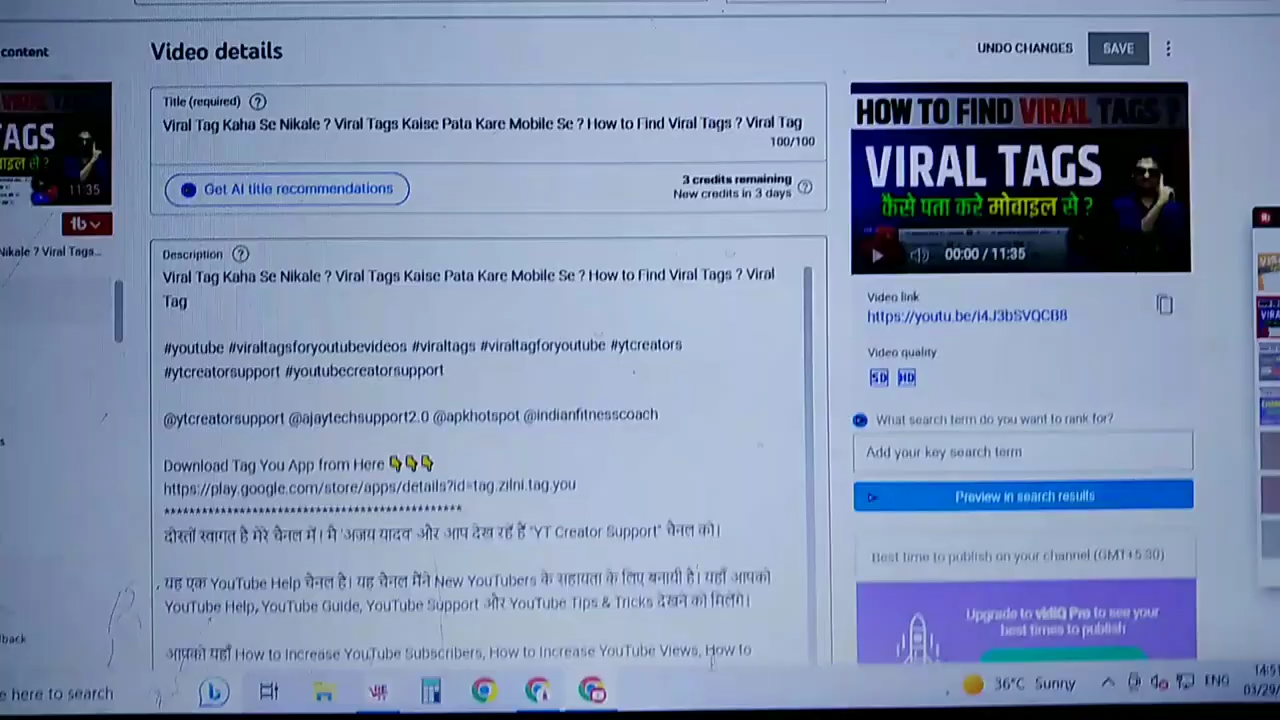 content
Video details
UNDO CHANGES
SAVE
Title (required)
Viral Tag Kaha Se Nikale ? Viral Tags Kaise Pata Kare Mobile Se ? How to Find Viral Tags ? Viral Tag
100/100
Get AI title recommendations
3 credits remaining
New credits in 3 days
TAGS
11:35
Nikale ? Viral Tags...
Description
Viral Tag Kaha Se Nikale ? Viral Tags Kaise Pata Kare Mobile Se ? How to Find Viral Tags ? Viral
Tag
#youtube #viraltagsforyoutubevideos #viraltags #viraltagforyoutube #ytcreators
#ytcreatorsupport #youtubecreatorsupport
@ytcreatorsupport @ajaytechsupport2.0 @apkhotspot @indianfitnesscoach
Download Tag You App from Here 👇👇👇
https://play.google.com/store/apps/details?id=tag.zilni.tag.you
**********************************************
दोस्तों स्वागत है मेरे चैनल में। मै 'अजय यादव' और आप देख रहें हैं "YT Creator Support" चैनल को।
यह एक YouTube Help चैनल है। यह चैनल मैंने New YouTubers के सहायता के लिए बनायी है। यहाँ आपको
YouTube Help, YouTube Guide, YouTube Support और YouTube Tips & Tricks देखने को मिलेंगे।
आपको यहाँ How to Increase YouTube Subscribers, How to Increase YouTube Views, How to
HOW TO FIND VIRAL TAGS ?
VIRAL TAGS
कैसे पता करे मोबाइल से ?
00:00 / 11:35
Video link
https://youtu.be/i4J3bSVQCB8
Video quality
SD HD
What search term do you want to rank for?
Add your key search term
Preview in search results
Best time to publish on your channel (GMT+5:30)
Upgrade to vidIQ Pro to see your
best times to publish
e here to search
36°C Sunny
ENG